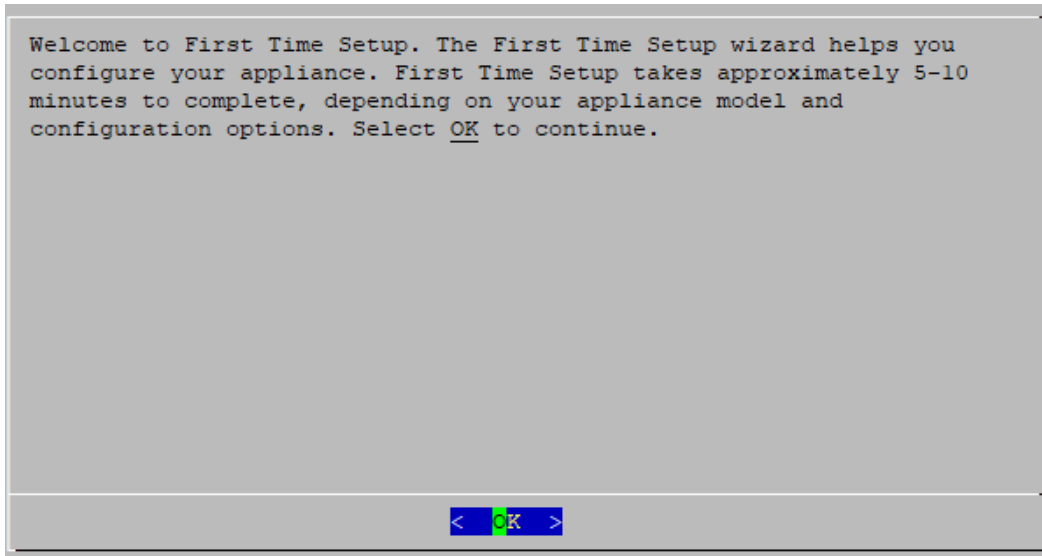 Welcome to First Time Setup. The First Time Setup wizard helps you
configure your appliance. First Time Setup takes approximately 5-10
minutes to complete, depending on your appliance model and
configuration options. Select OK to continue.
< OK >